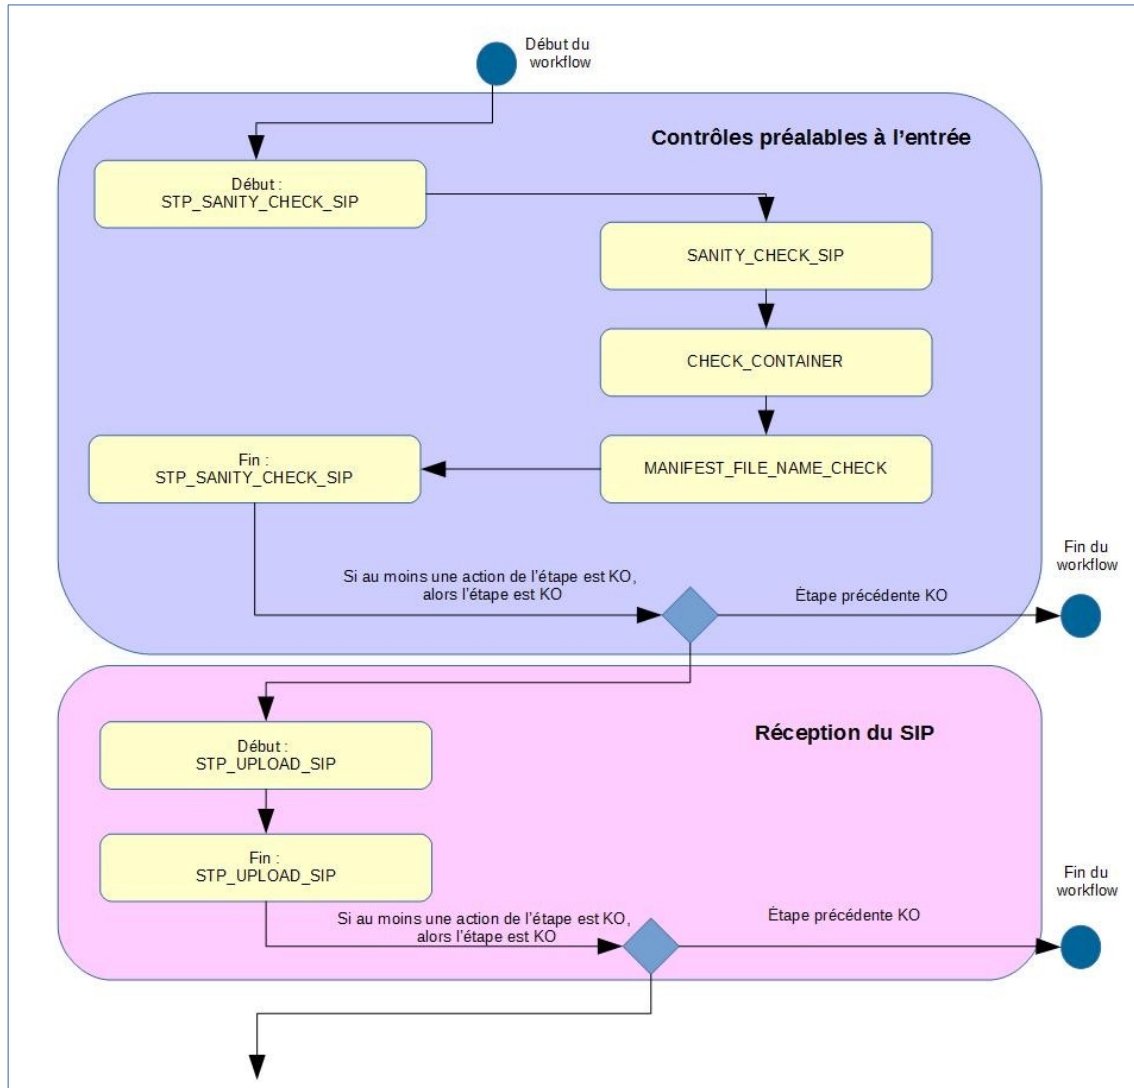 Début du
workflow
Contrôles préalables à l'entrée
Début :
STP_SANITY_CHECK_SIP
SANITY_CHECK_SIP
CHECK_CONTAINER
Fin :
STP_SANITY_CHECK_SIP
MANIFEST_FILE_NAME_CHECK
Fin du
workflow
Si au moins une action de l'étape est KO,
alors l'étape est KO
Étape précédente KO
Réception du SIP
Début :
STP_UPLOAD_SIP
Fin :
STP_UPLOAD_SIP
Fin du
workflow
Si au moins une action de l'étape est KO,
alors l'étape est KO
Étape précédente KO